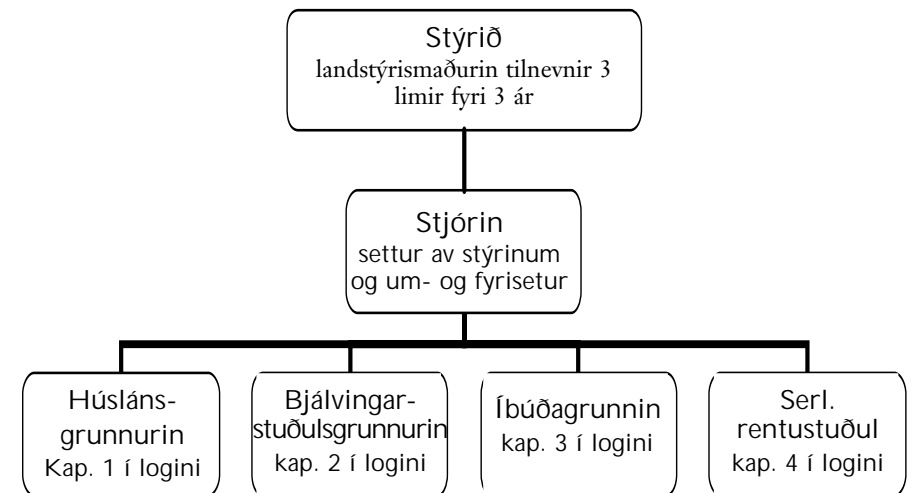 Stýrið
landstýrismaðurin tilnevnir 3
limir fyri 3 ár
Stjórin
settur av stýrinum
og um- og fyrisetur
Húsláns-
grunnurin
Kap. 1 í logini
Bjálvingar-
stuðulsgrunnurin
kap. 2 í logini
Íbúðagrunnin
kap. 3 í logini
Serl.
rentustuðul
kap. 4 í logini